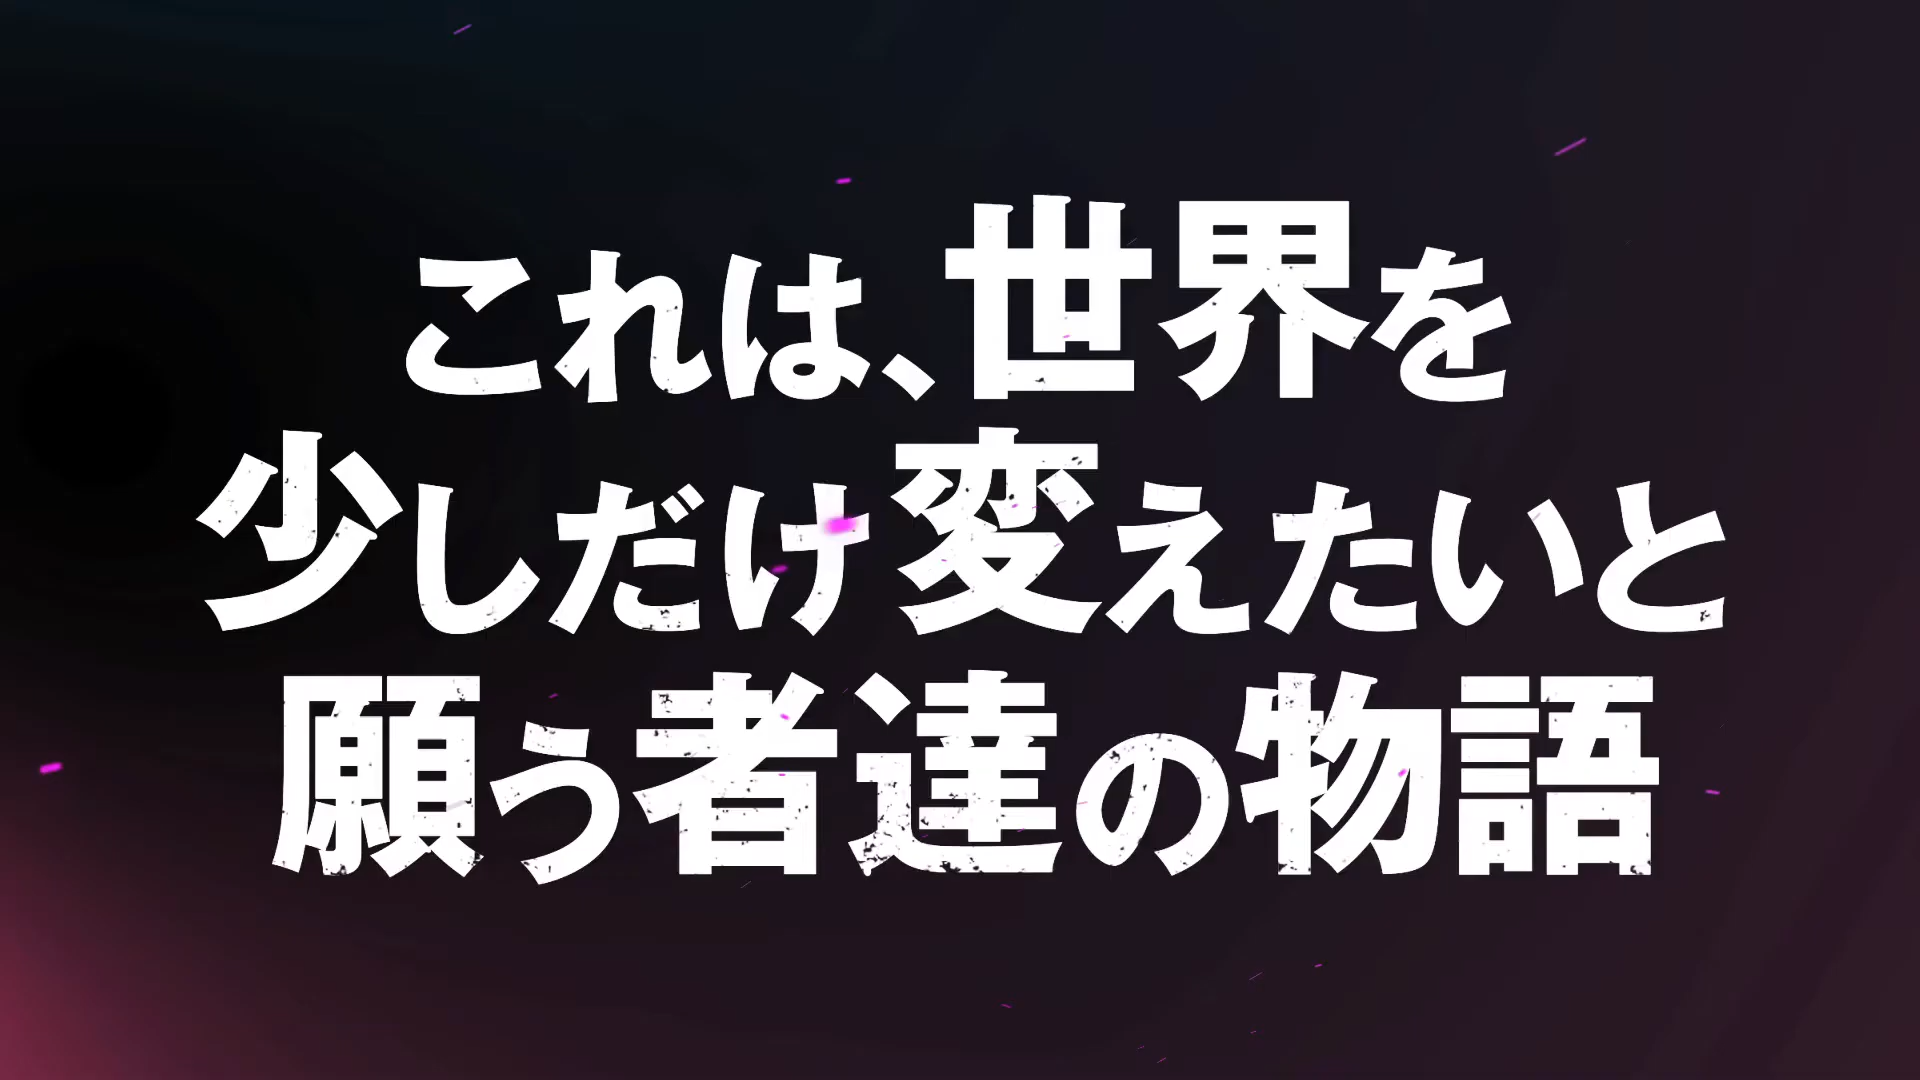 これは、世界を
少しだけ変えたいと
願う者達の物語